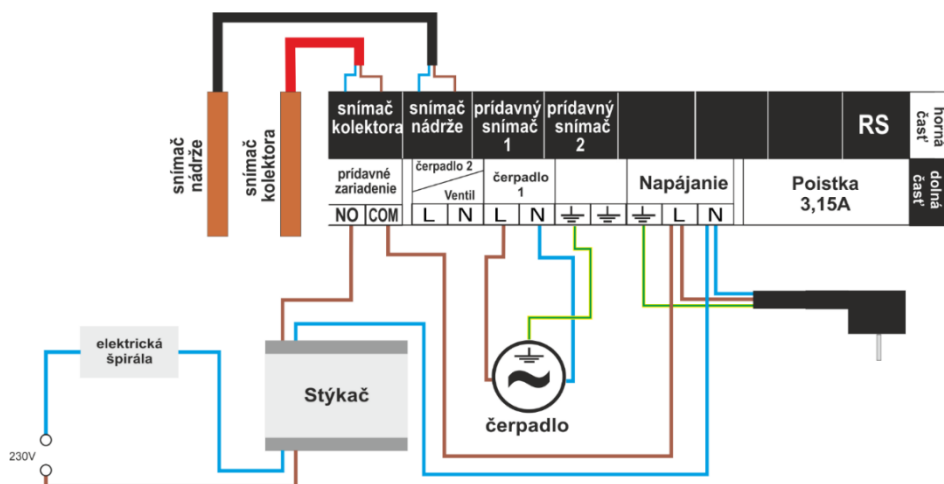 snímač
kolektora
snímač
nádrže
prídavný
snímač
1
prídavný
snímač
2
RS
horná
časť
snímač
nádrže
snímač
kolektora
prídavné
zariadenie
čerpadlo 2
Ventil
čerpadlo
1
Napájanie
Poistka
3,15A
dolná
časť
NO
COM
L
N
L
N
L
N
elektrická
špirála
Stýkač
čerpadlo
230V